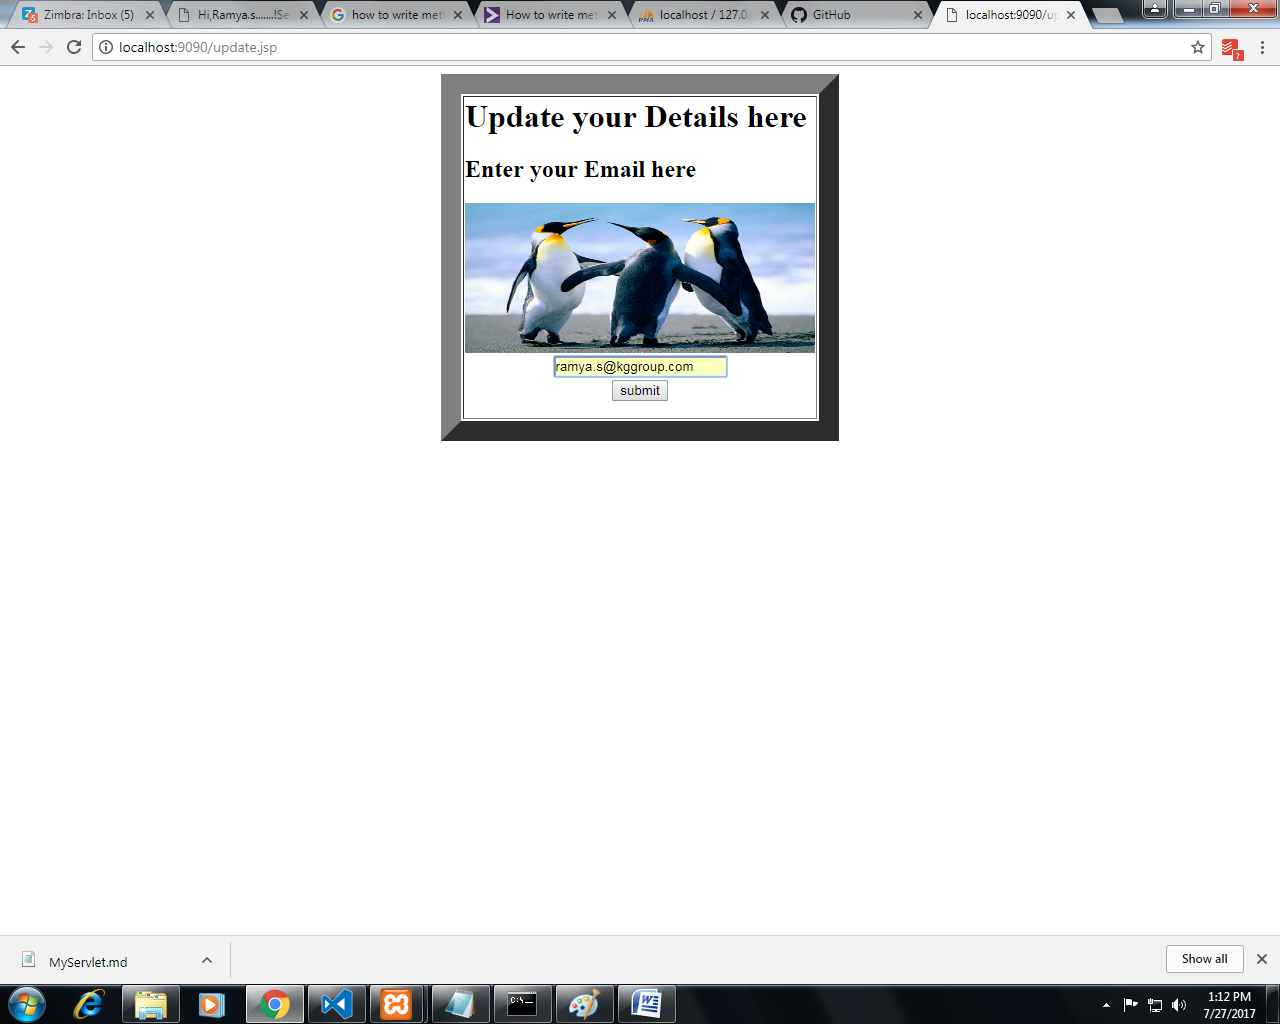 Zimbra: Inbox (5)
Hi,Ramya.s.......!Se
how to write met
How to write me
localhost / 127.0.
GitHub
localhost:9090/up
localhost:9090/update.jsp
Update your Details here
Enter your Email here
ramya.s@kggroup.com
submit
MyServlet.md
Show all
1:12 PM
7/27/2017